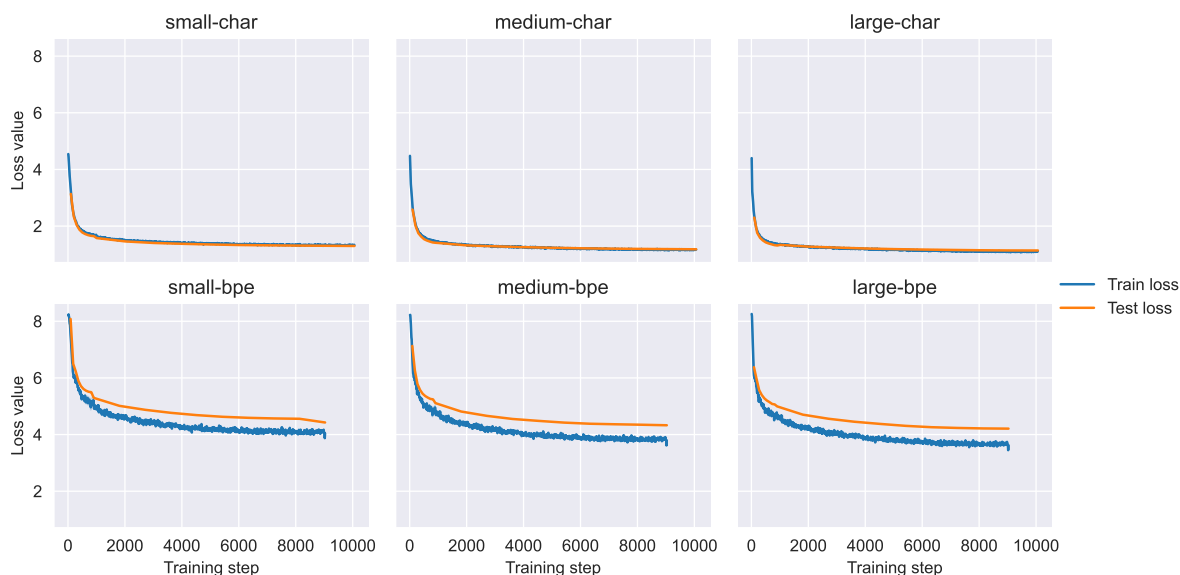 small-char
medium-char
large-char
8
6
4
2
Loss value
small-bpe
medium-bpe
large-bpe
8
6
4
2
Loss value
0 2000 4000 6000 8000 10000
0 2000 4000 6000 8000 10000
0 2000 4000 6000 8000 10000
Training step
Training step
Training step
Train loss
Test loss